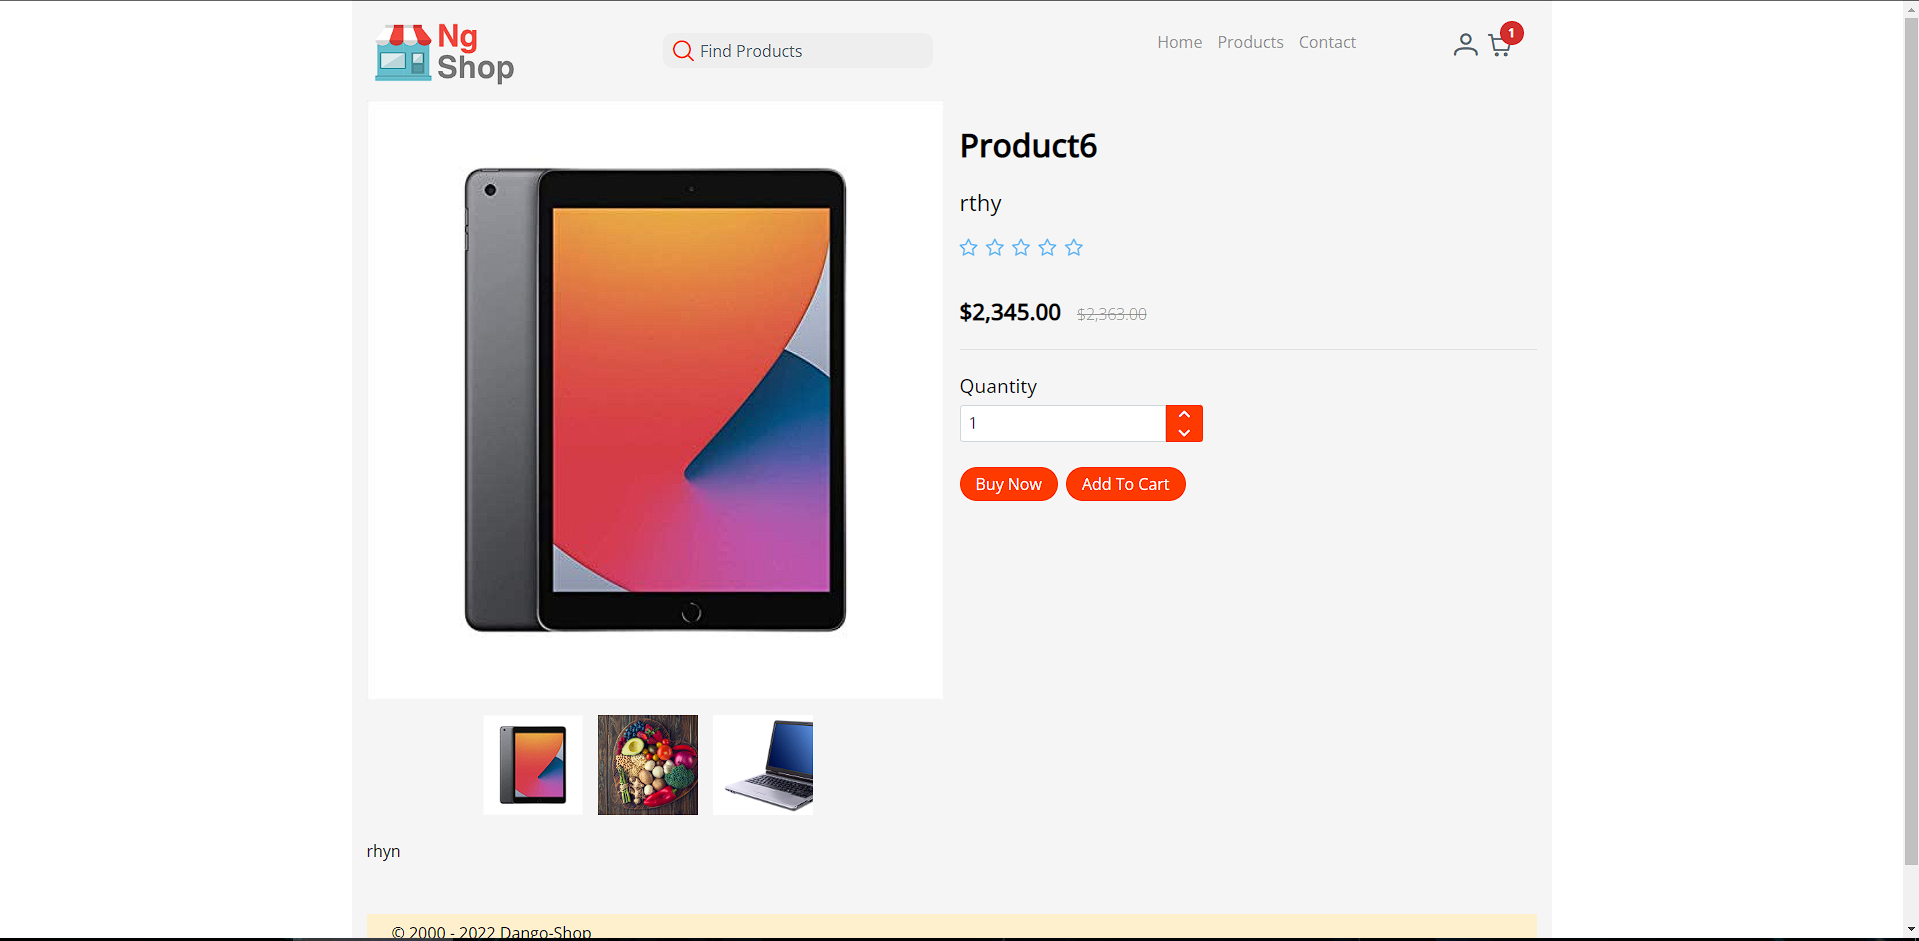 Ng
Shop
Find Products
Home Products Contact
1
Product6
rthy
$2,345.00 $2,363.00
Quantity
1
Buy Now Add To Cart
rhyn
© 2000 - 2022 Dango-Shop